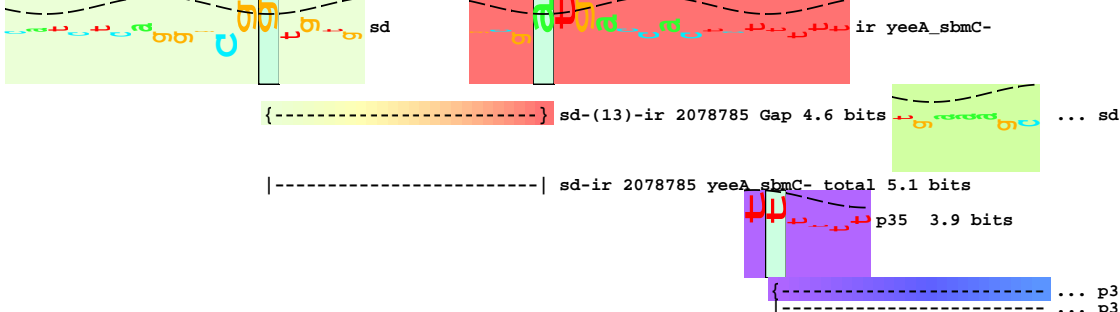 sd
ir yeeA_sbmC-
{--------------------------} sd-(13)-ir 2078785 Gap 4.6 bits
... sd
|--------------------------| sd-ir 2078785 yeeA_sbmC- total 5.1 bits
p35 3.9 bits
{-------------------------- ... p3
|-------------------------- ... p3